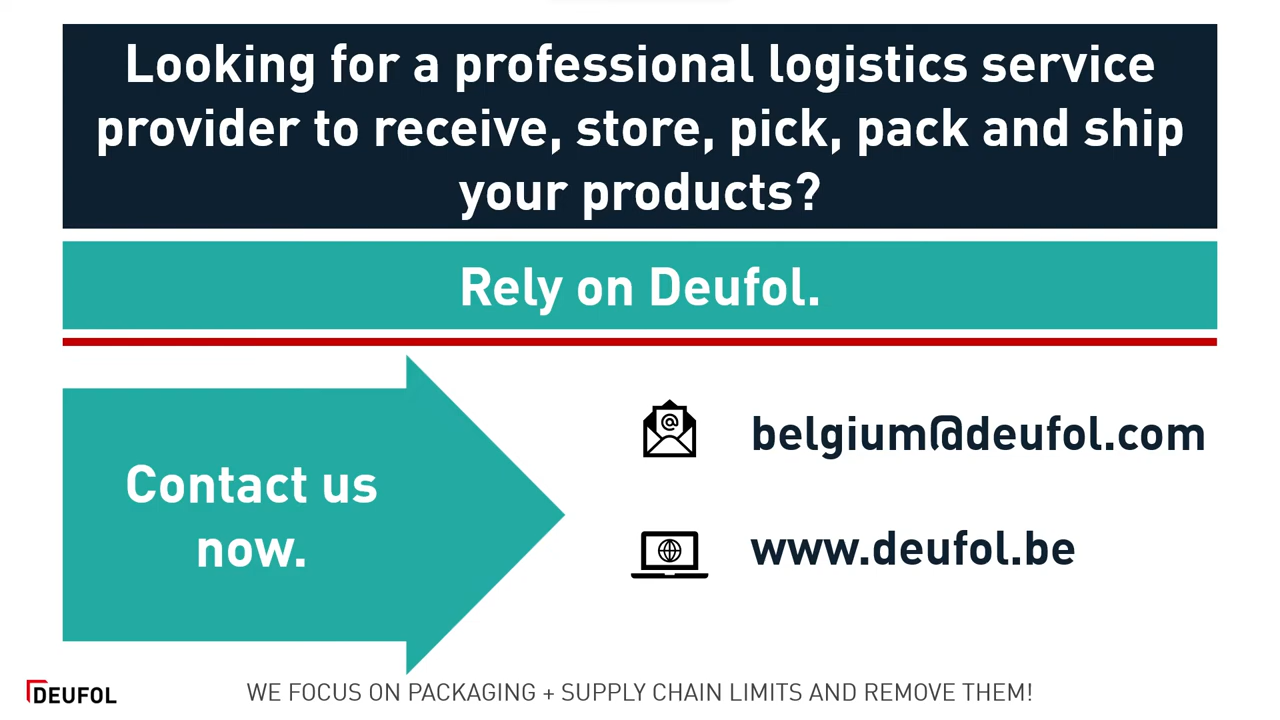 Looking for a professional logistics service
provider to receive, store, pick, pack and ship
your products?
Rely on Deufol.
Contact us
now.
belgium@deufol.com
www.deufol.be
DEUFOL
WE FOCUS ON PACKAGING + SUPPLY CHAIN LIMITS AND REMOVE THEM!